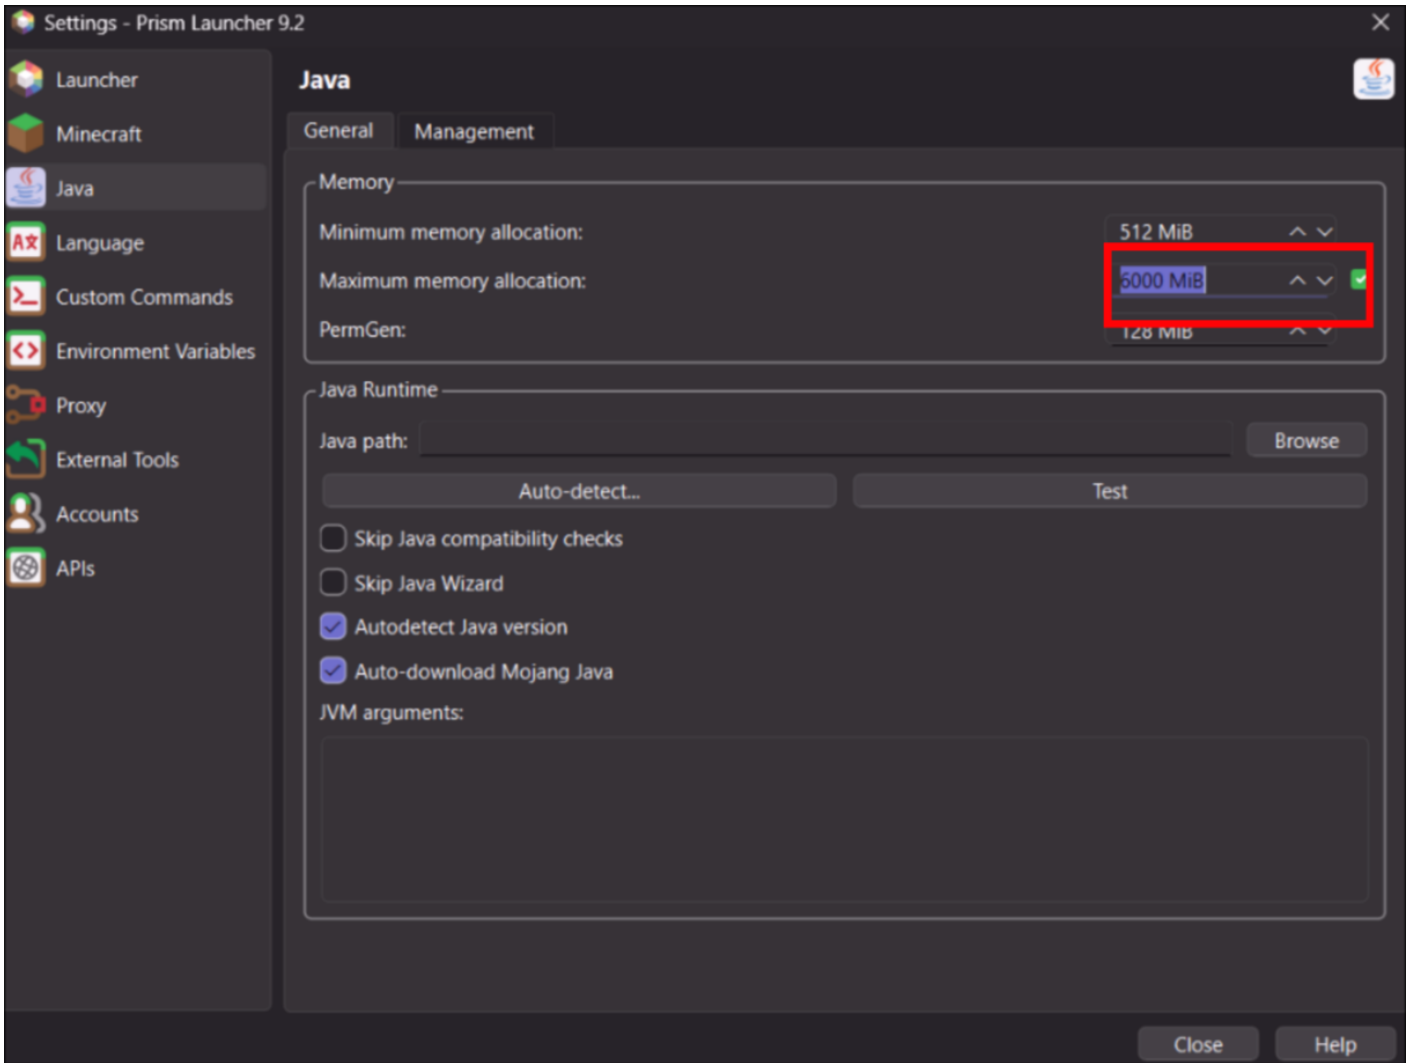 Settings - Prism Launcher 9.2
Launcher
Minecraft
Java
Language
Custom Commands
Environment Variables
Proxy
External Tools
Accounts
APIs
Java
General Management
Memory
Minimum memory allocation: 512 MiB
Maximum memory allocation: 6000 MiB
PermGen: 128 MiB
Java Runtime
Java path: Browse
Auto-detect... Test
Skip Java compatibility checks
Skip Java Wizard
Autodetect Java version
Auto-download Mojang Java
JVM arguments:
Close Help